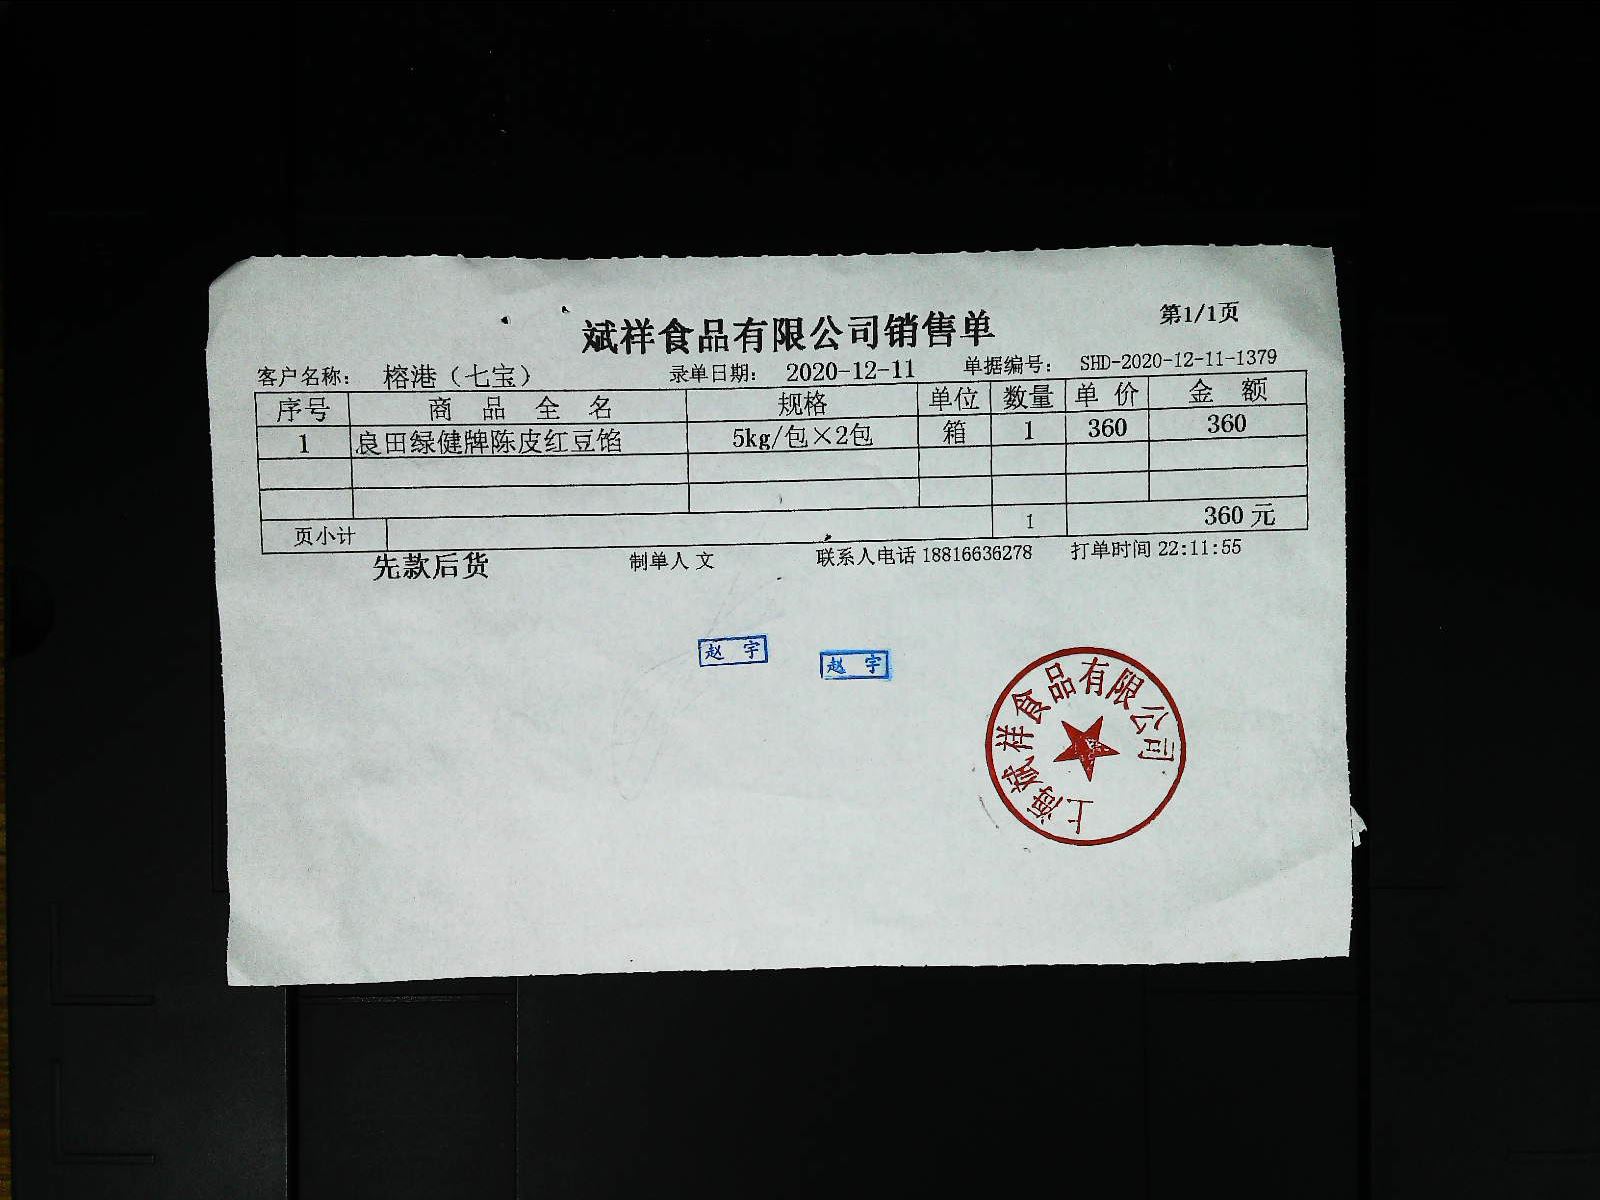 斌祥食品有限公司销售单 第1/1页
客户名称： 榕港（七宝） 录单日期： 2020-12-11 单据编号： SHD-2020-12-11-1379
序号 商品全名 规格 单位 数量 单价 金额
1 良田绿健牌陈皮红豆馅 5kg/包×2包 箱 1 360 360
页小计 1 360 元
先款后货 制单人 文 联系人电话 18816636278 打单时间 22:11:55
赵宇 赵宇
上海斌祥食品有限公司